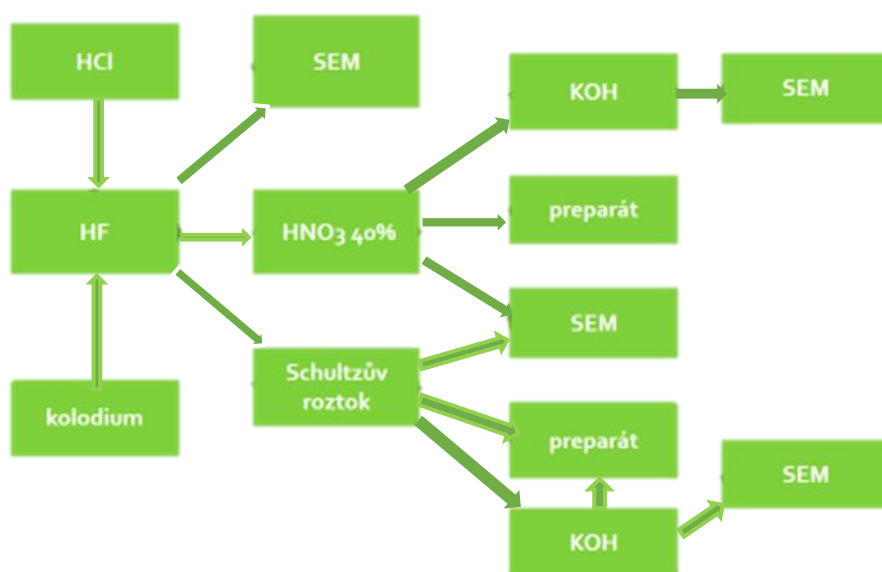 HCl
SEM
KOH
SEM
HF
HNO3 40%
preparát
SEM
kolodium
Schultzův
roztok
preparát
SEM
KOH